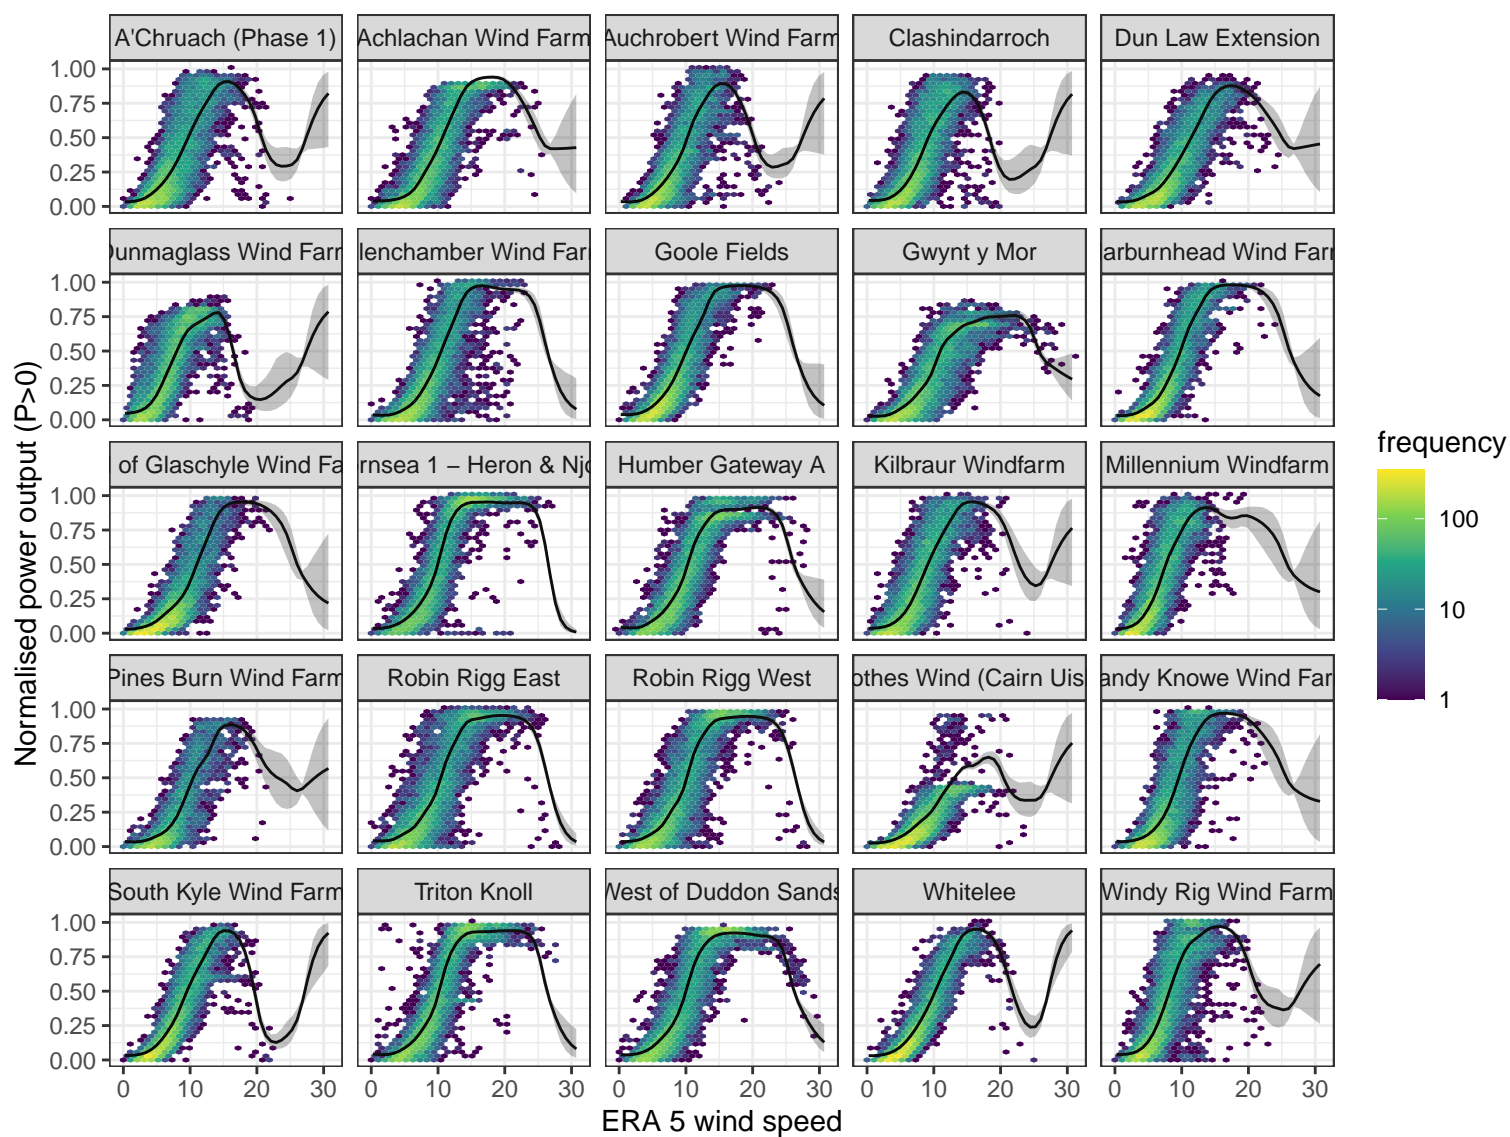 A'Chruach (Phase 1)
Achlachan Wind Farm
Auchrobert Wind Farm
Clashindarroch
Dun Law Extension
1.00
0.75
0.50
0.25
0.00
Dunmaglass Wind Farm
lenchamber Wind Far
Goole Fields
Gwynt y Mor
arburnhead Wind Far
1.00
0.75
0.50
0.25
0.00
of Glaschyle Wind Fa
rnsea 1 – Heron & Njo
Humber Gateway A
Kilbraur Windfarm
Millennium Windfarm
1.00
0.75
0.50
0.25
0.00
Pines Burn Wind Farm
Robin Rigg East
Robin Rigg West
othes Wind (Cairn Uis
andy Knowe Wind Far
1.00
0.75
0.50
0.25
0.00
South Kyle Wind Farm
Triton Knoll
West of Duddon Sands
Whitelee
Windy Rig Wind Farm
1.00
0.75
0.50
0.25
0.00
0 10 20 30
0 10 20 30
0 10 20 30
0 10 20 30
0 10 20 30
ERA 5 wind speed
Normalised power output (P>0)
frequency
100
10
1